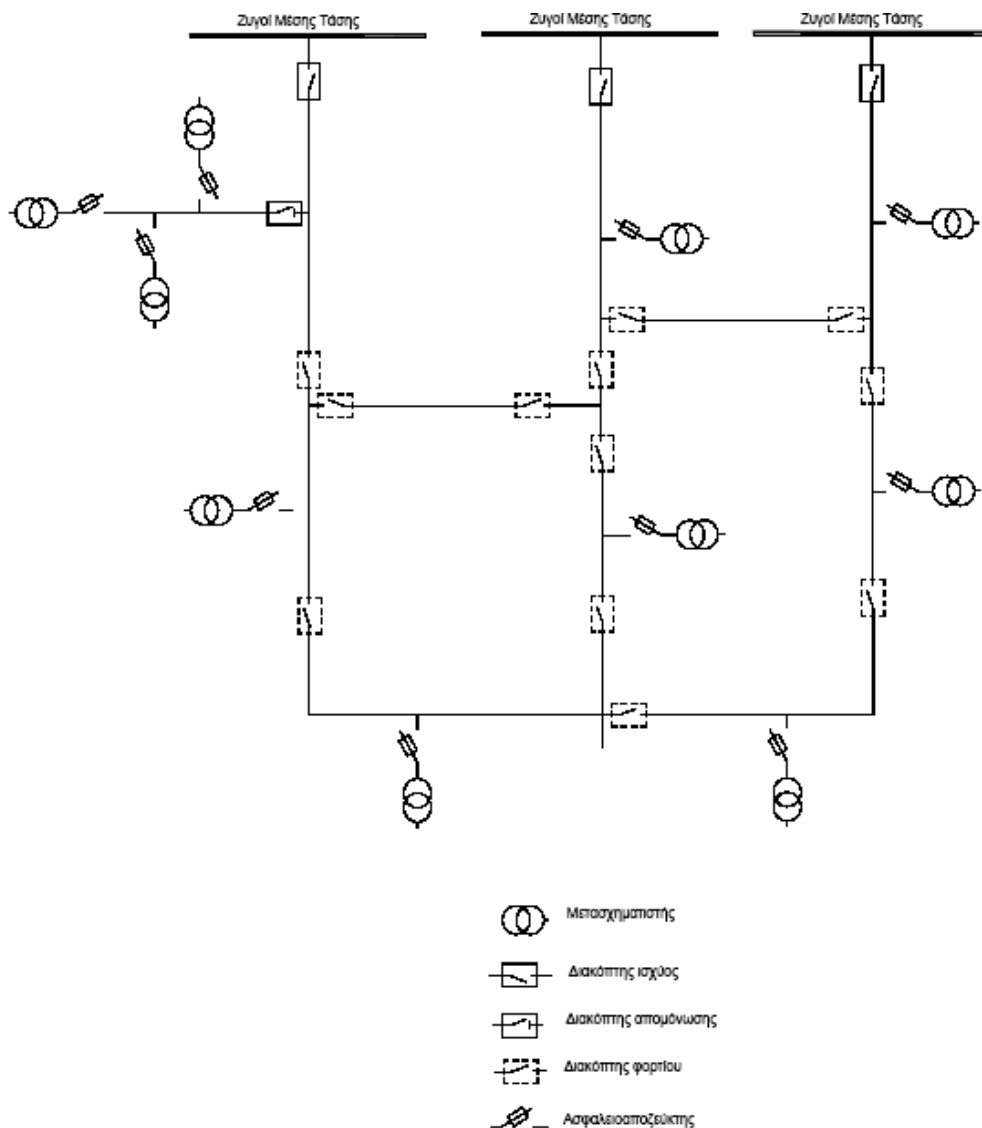 Ζυγοί Μέσης Τάσης
Ζυγοί Μέσης Τάσης
Ζυγοί Μέσης Τάσης
Μετασχηματιστής
Διακόπτης ισχύος
Διακόπτης απομόνωσης
Διακόπτης φορτίου
Ασφαλειοαποζεύκτης